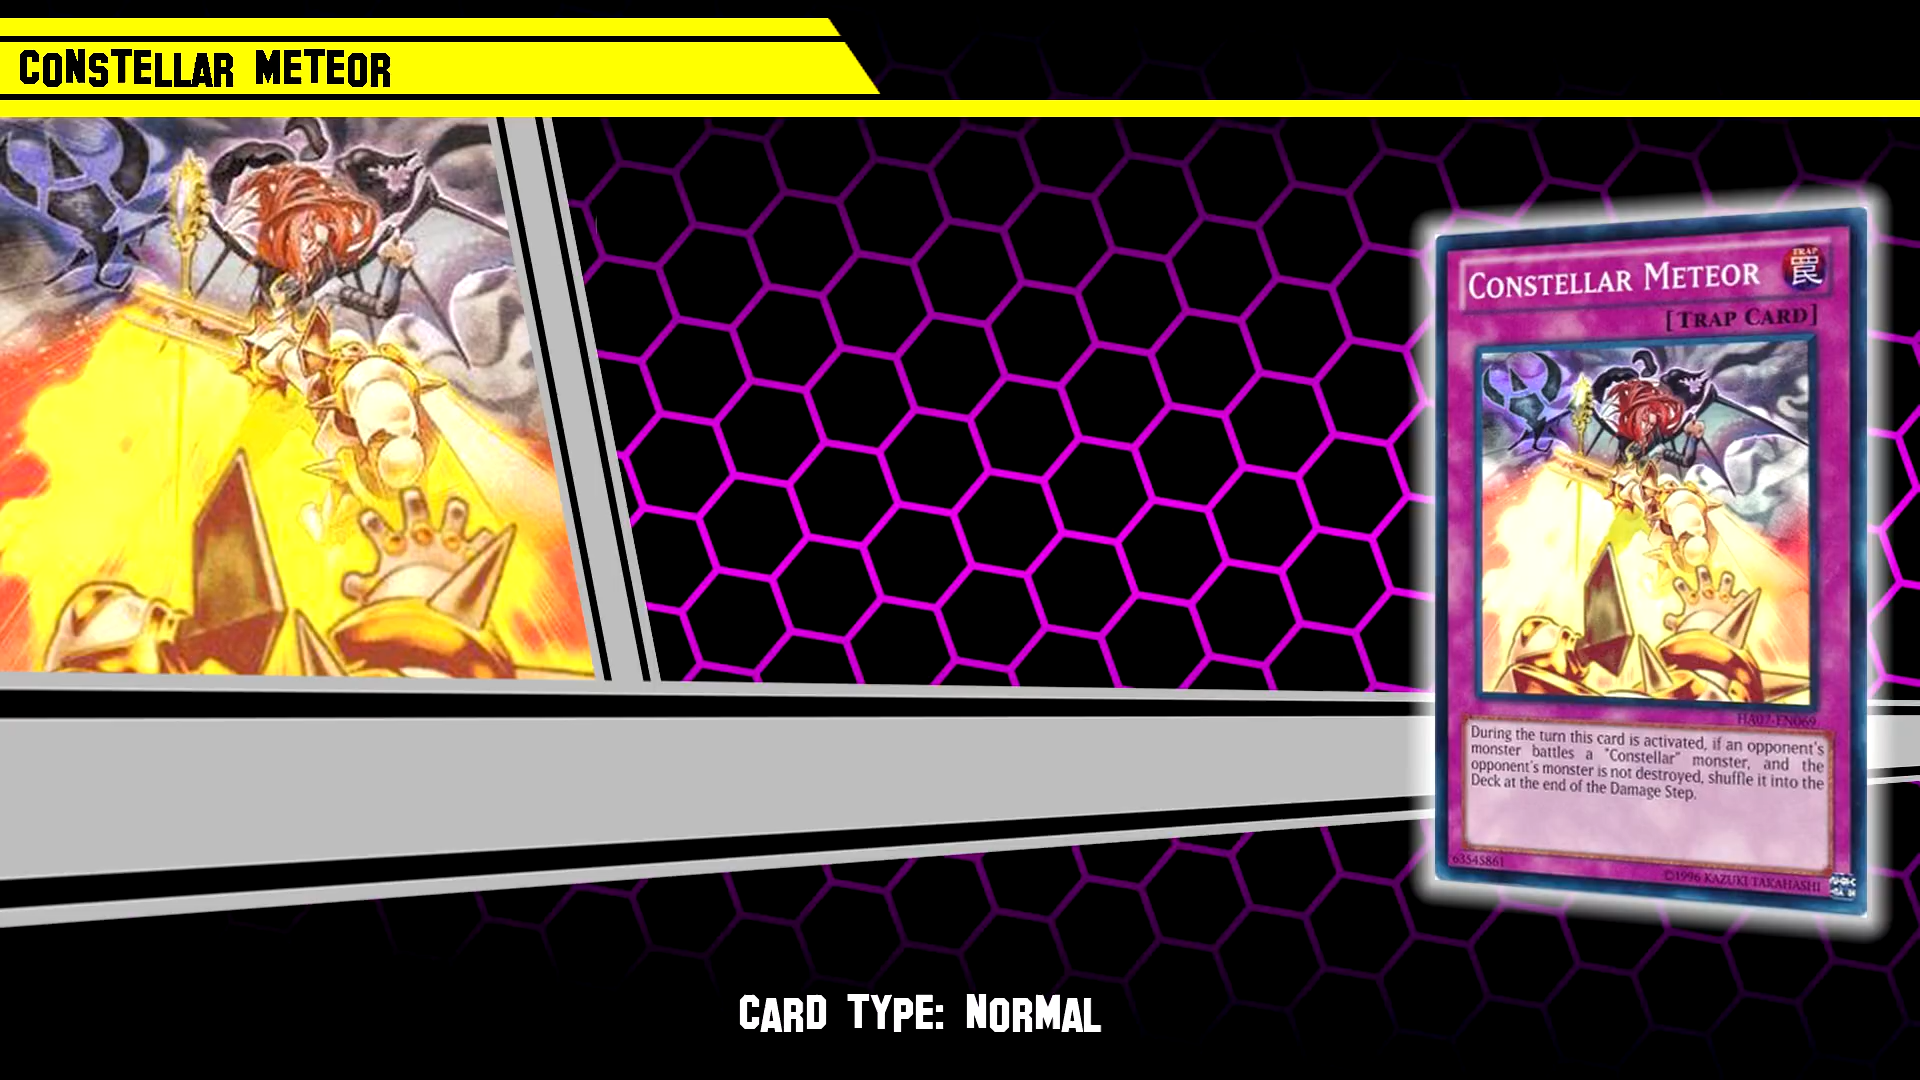 CONSTELLAR METEOR
CONSTELLAR METEOR
TRAP
罠
[TRAP CARD]
HA07-EN069
During the turn this card is activated, if an opponent's
monster battles a "Constellar" monster, and the
opponent's monster is not destroyed, shuffle it into the
Deck at the end of the Damage Step.
63545861
©1996 KAZUKI TAKAHASHI
CARD TYPE: NORMAL